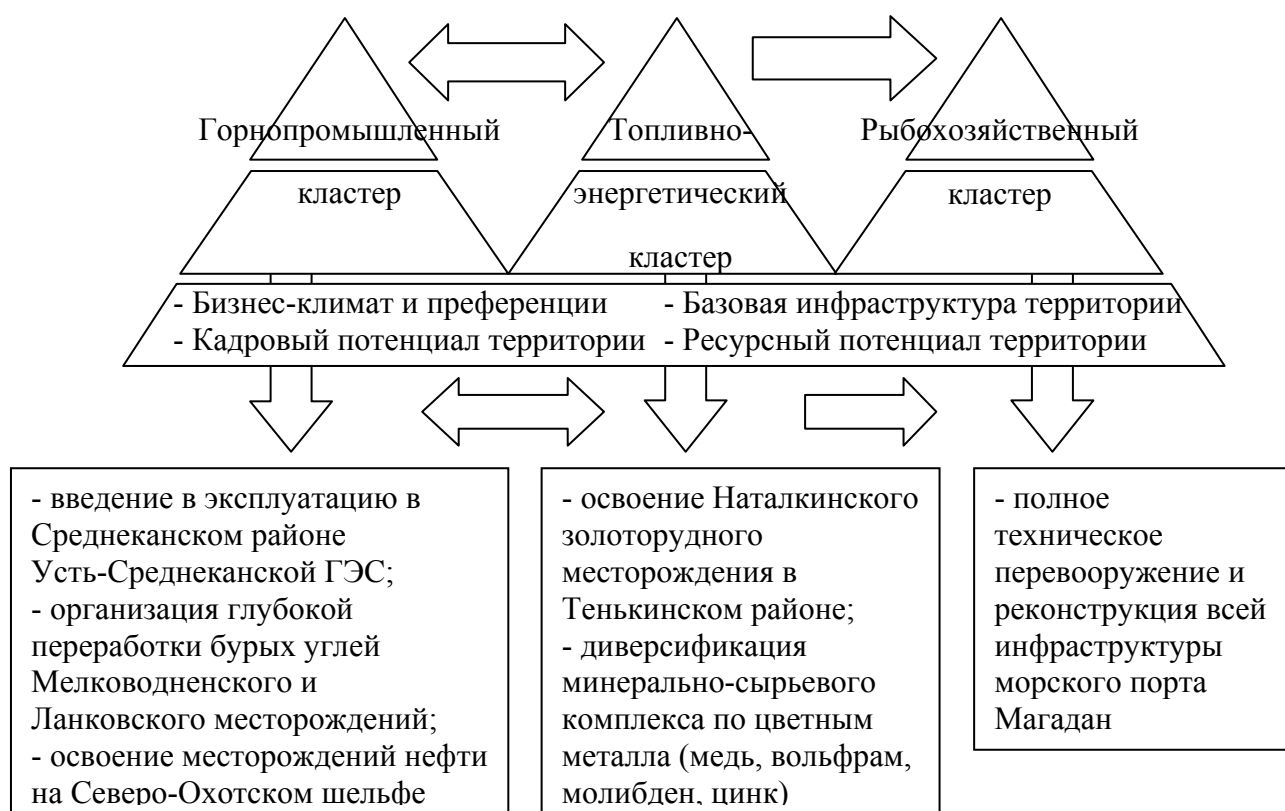 Горнопромышленный
кластер
Топливно-
энергетический
кластер
Рыбохозяйственный
кластер
- Бизнес-климат и преференции
- Кадровый потенциал территории
- Базовая инфраструктура территории
- Ресурсный потенциал территории
- введение в эксплуатацию в
Среднеканском районе
Усть-Среднеканской ГЭС;
- организация глубокой
переработки бурых углей
Мелководненского и
Ланковского месторождений;
- освоение месторождений нефти
на Северо-Охотском шельфе
- освоение Наталкинского
золоторудного
месторождения в
Тенькинском районе;
- диверсификация
минерально-сырьевого
комплекса по цветным
металла (медь, вольфрам,
молибден, цинк)
- полное
техническое
перевооружение и
реконструкция всей
инфраструктуры
морского порта
Магадан